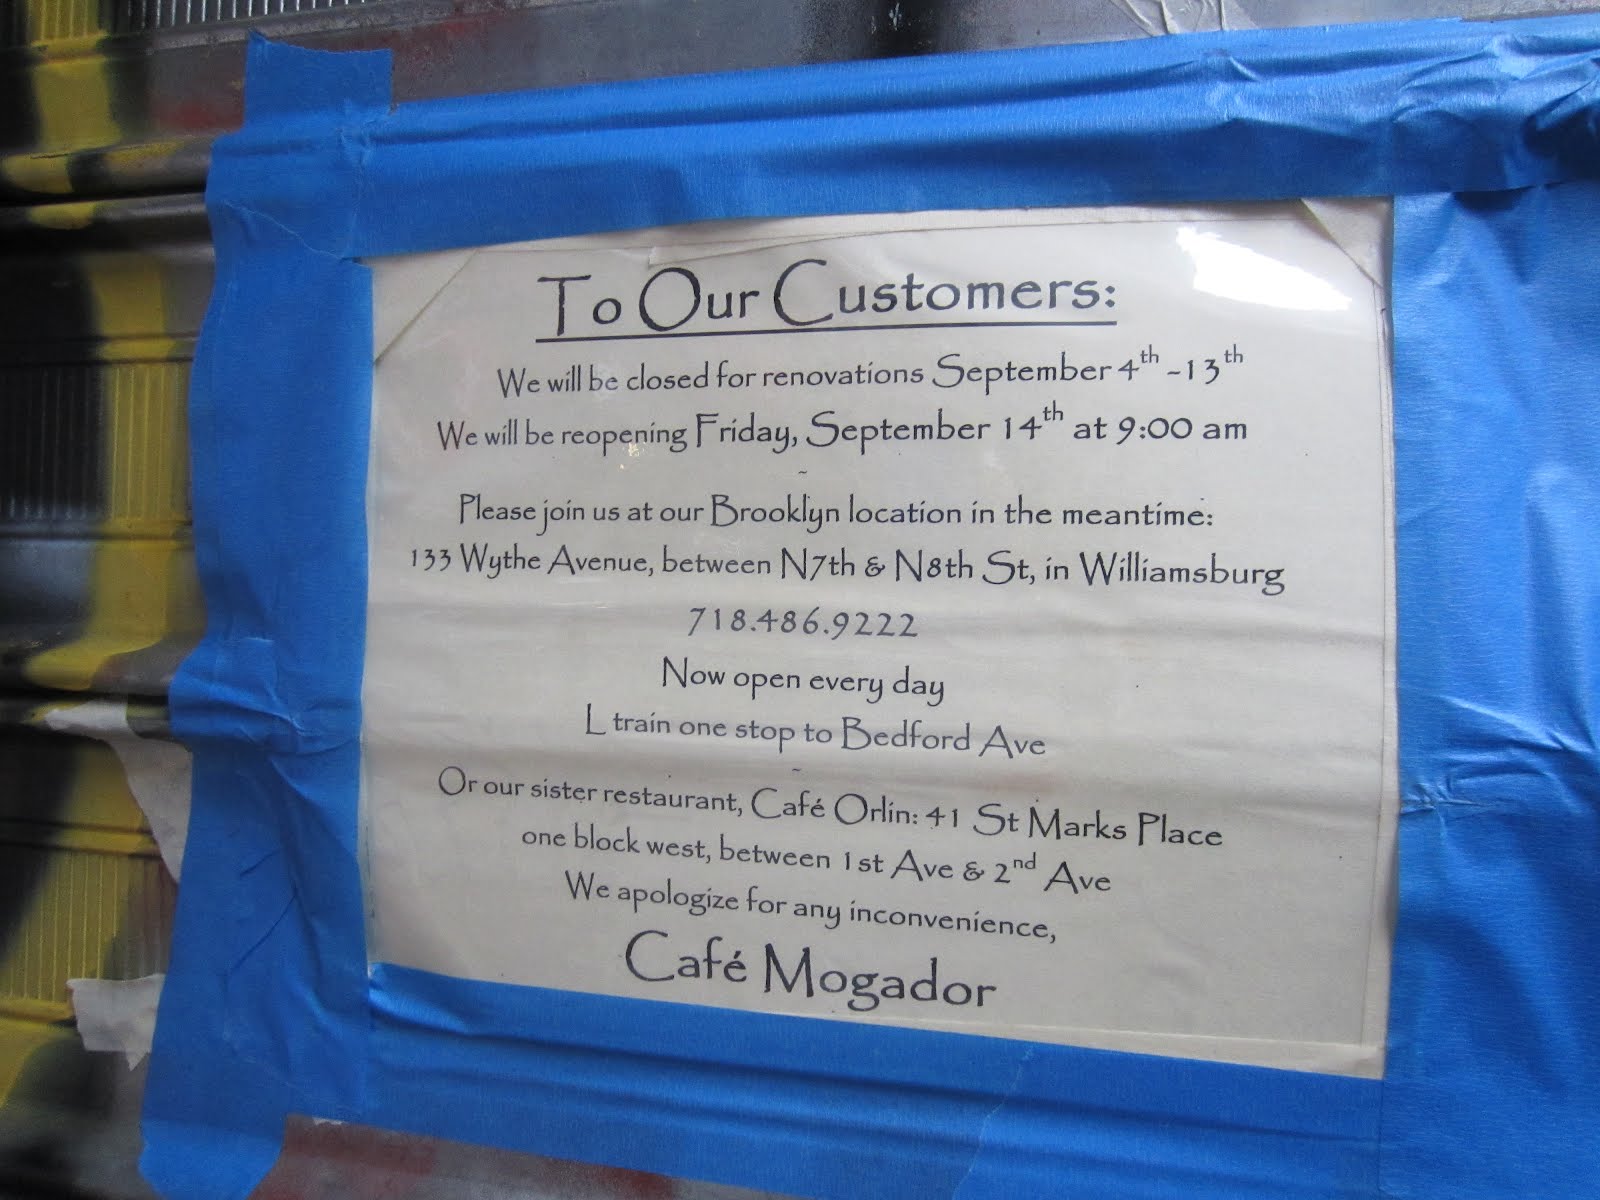 To Our Customers:
We will be closed for renovations September 4th -13th
We will be reopening Friday, September 14th at 9:00 am
~
Please join us at our Brooklyn location in the meantime:
133 Wythe Avenue, between N7th & N8th St, in Williamsburg
718.486.9222
Now open every day
L train one stop to Bedford Ave
~
Or our sister restaurant, Café Orlin: 41 St Marks Place
one block west, between 1st Ave & 2nd Ave
We apologize for any inconvenience,
Café Mogador